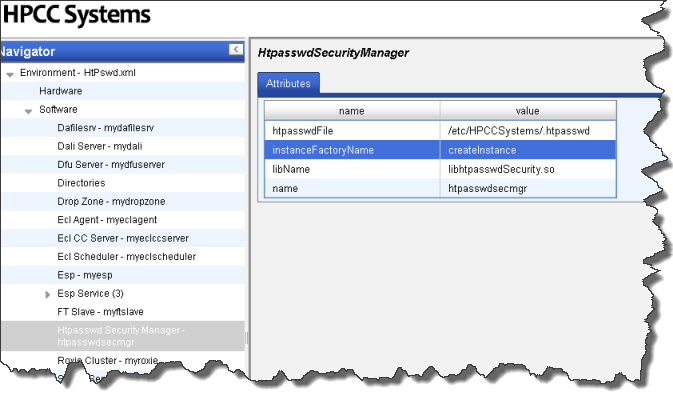 HPCC Systems
Navigator
Environment - HtPswd.xml
Hardware
Software
Dafilesrv - mydafilesrv
Dali Server - mydali
Dfu Server - mydfuserver
Directories
Drop Zone - mydropzone
Ecl Agent - myeclagent
Ecl CC Server - myeclccserver
Ecl Scheduler - myeclscheduler
Esp - myesp
Esp Service (3)
FT Slave - myftslave
Htpasswd Security Manager -
htpasswdsecmgr
Roxie Cluster - myroxie
HtpasswdSecurityManager
Attributes
name value
htpasswdFile /etc/HPCCSystems/.htpasswd
instanceFactoryName createInstance
libName libhtpasswdSecurity.so
name htpasswdsecmgr